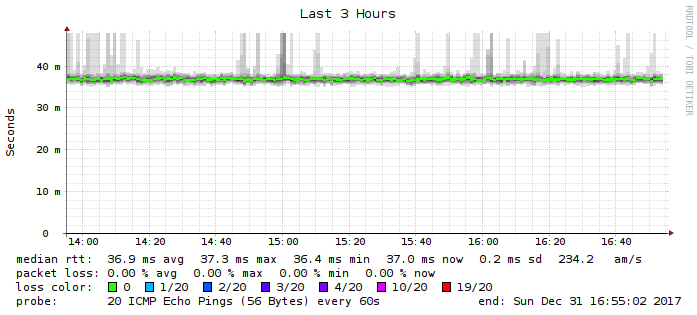 Last 3 Hours
RRDTOOL / TOBI OETIKER
Seconds
40 m
30 m
20 m
10 m
0
14:00 14:20 14:40 15:00 15:20 15:40 16:00 16:20 16:40
median rtt: 36.9 ms avg 37.3 ms max 36.4 ms min 37.0 ms now 0.2 ms sd 234.2 am/s
packet loss: 0.00 % avg 0.00 % max 0.00 % min 0.00 % now
loss color: 0 1/20 2/20 3/20 4/20 10/20 19/20
probe: 20 ICMP Echo Pings (56 Bytes) every 60s end: Sun Dec 31 16:55:02 2017